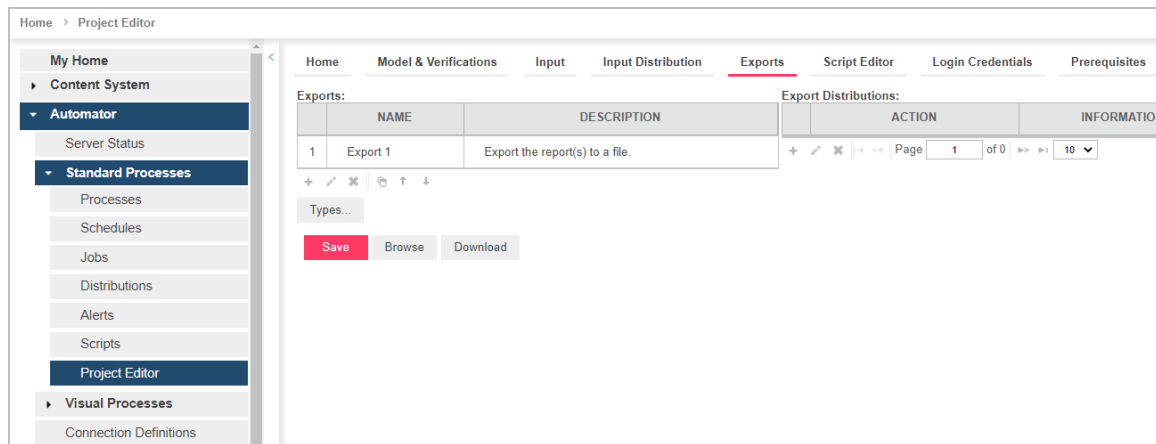 Home > Project Editor
My Home
Content System
Automator
Server Status
Standard Processes
Processes
Schedules
Jobs
Distributions
Alerts
Scripts
Project Editor
Visual Processes
Connection Definitions
Home Model & Verifications Input Input Distribution Exports Script Editor Login Credentials Prerequisites
Exports:
NAME DESCRIPTION
1 Export 1 Export the report(s) to a file.
Types...
Save Browse Download
Export Distributions:
ACTION INFORMATIO
Page 1 of 0 10